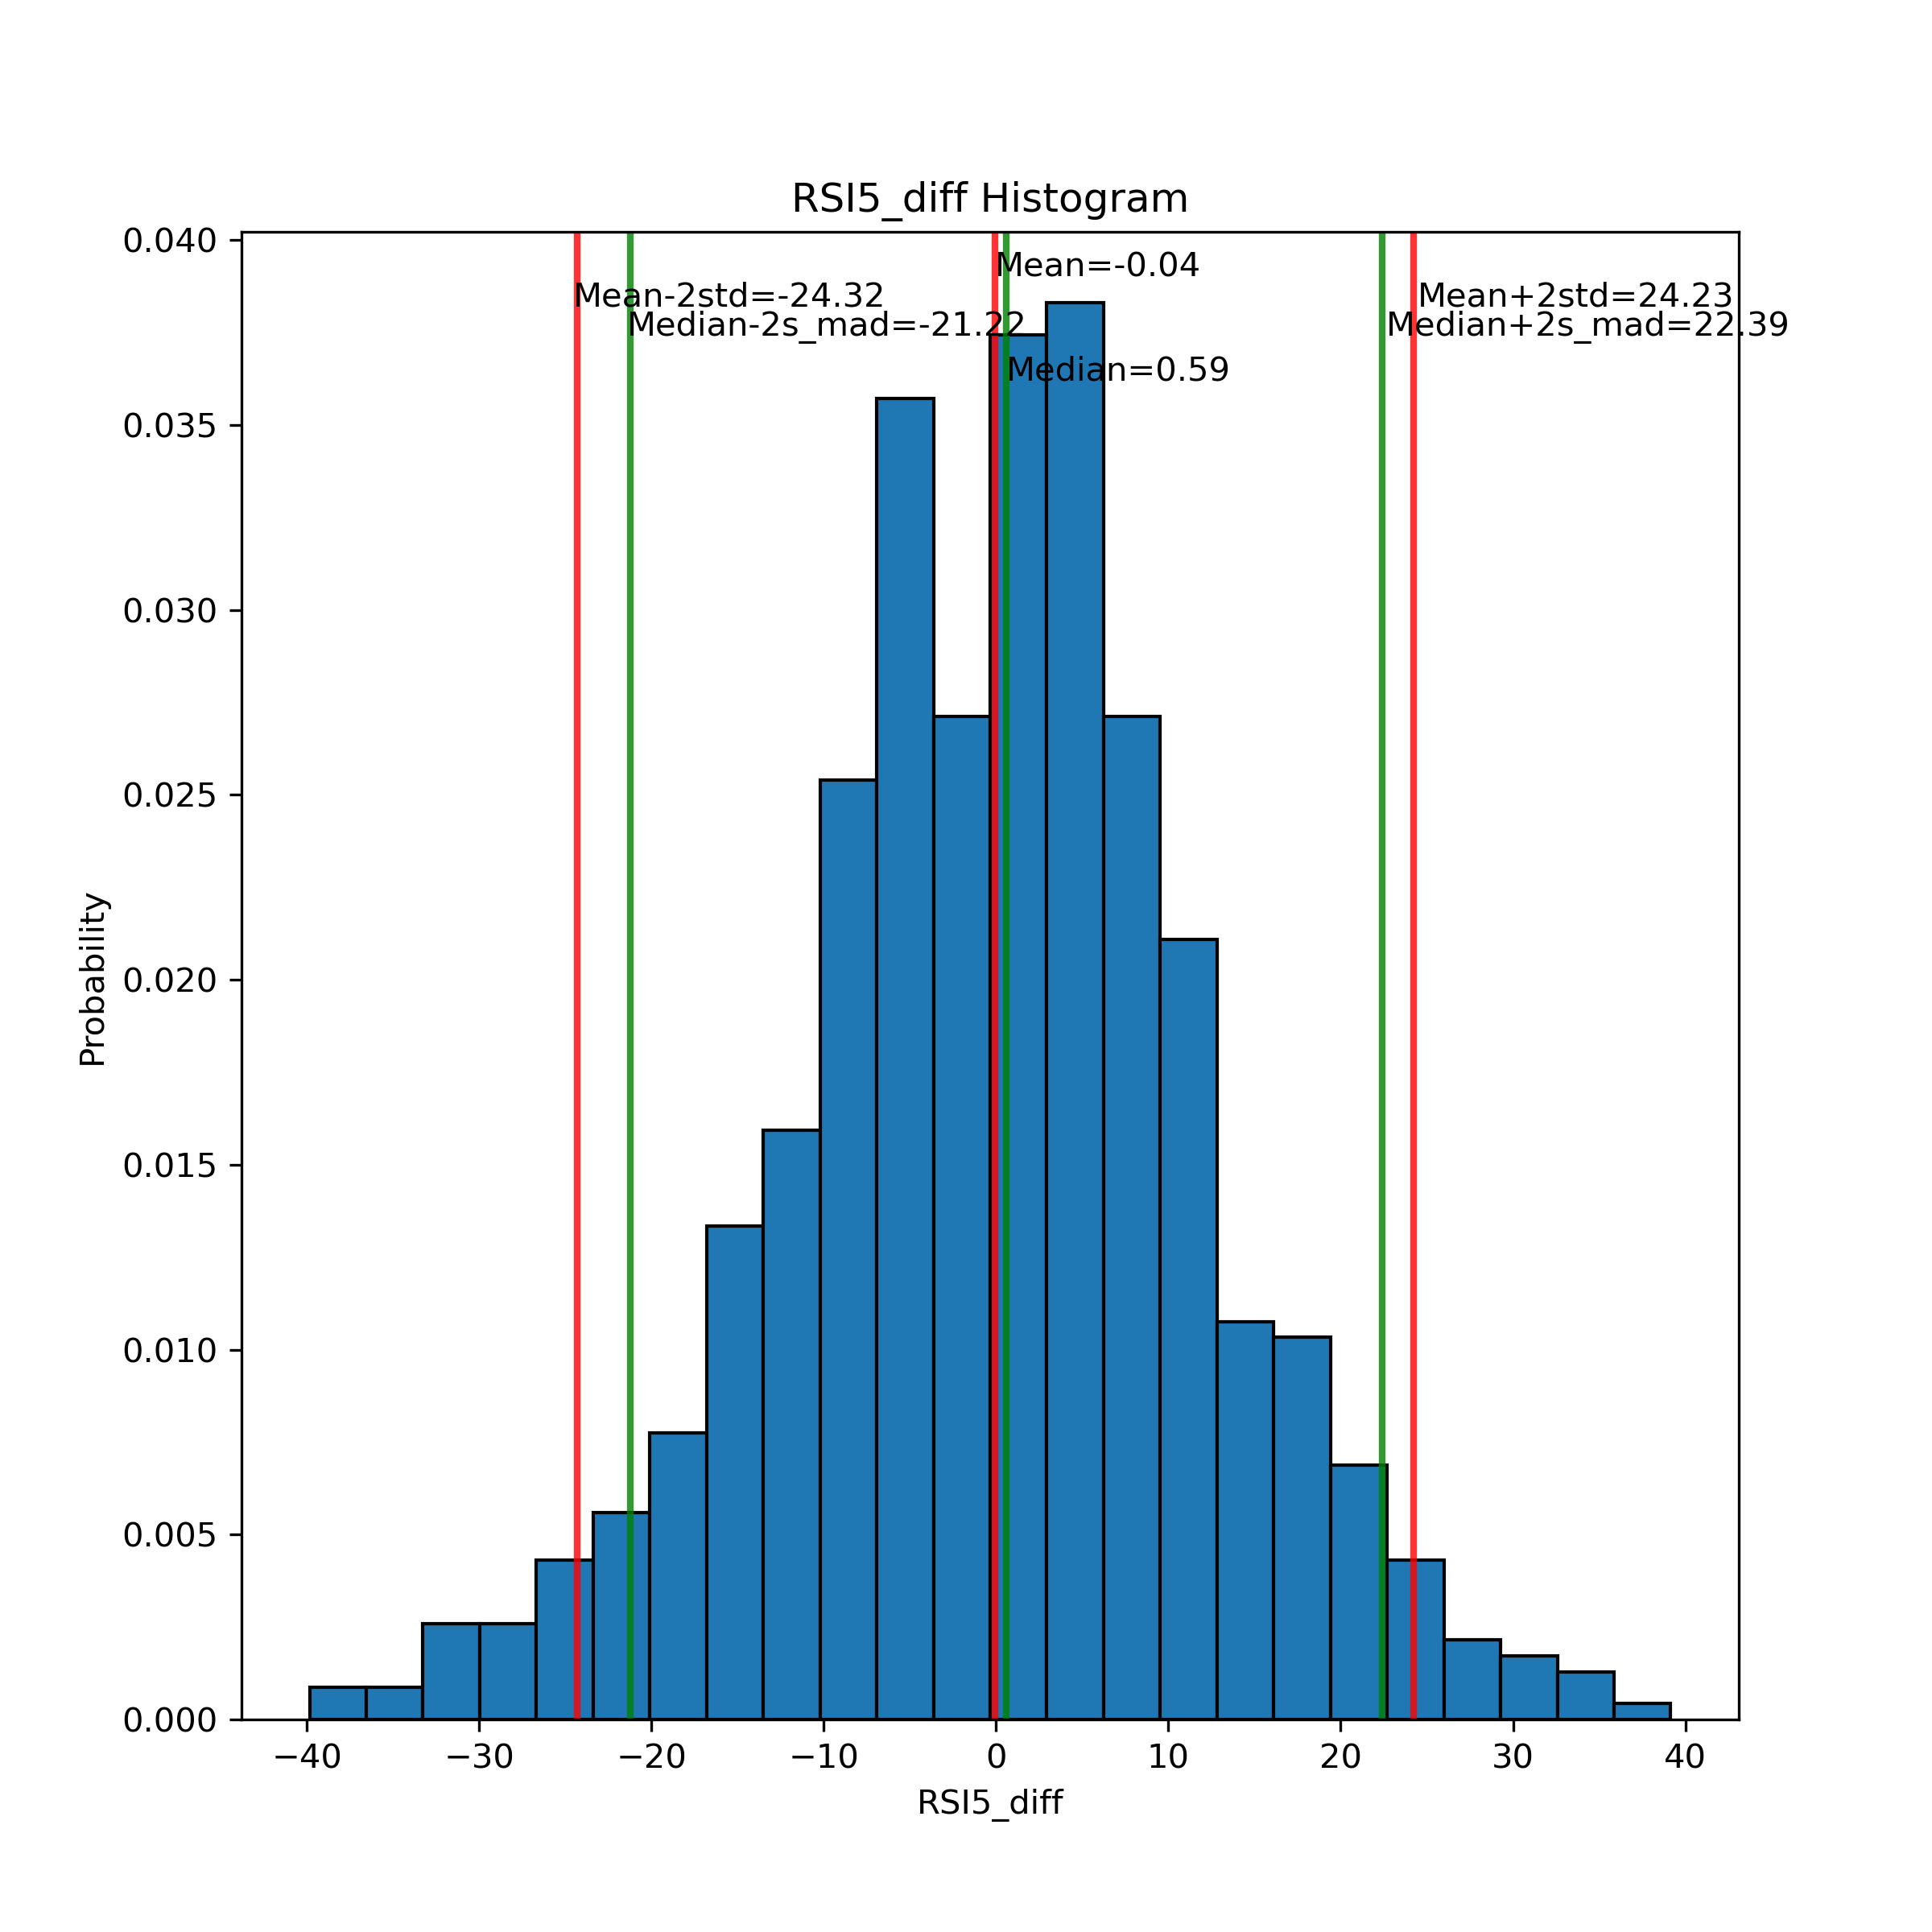 RSI5_diff Histogram
0.040
0.035
0.030
0.025
0.020
0.015
0.010
0.005
0.000
Probability
Mean=-0.04
Mean-2std=-24.32
Mean+2std=24.23
Median-2s_mad=-21.22
Median+2s_mad=22.39
Median=0.59
−40 −30 −20 −10 0 10 20 30 40
RSI5_diff